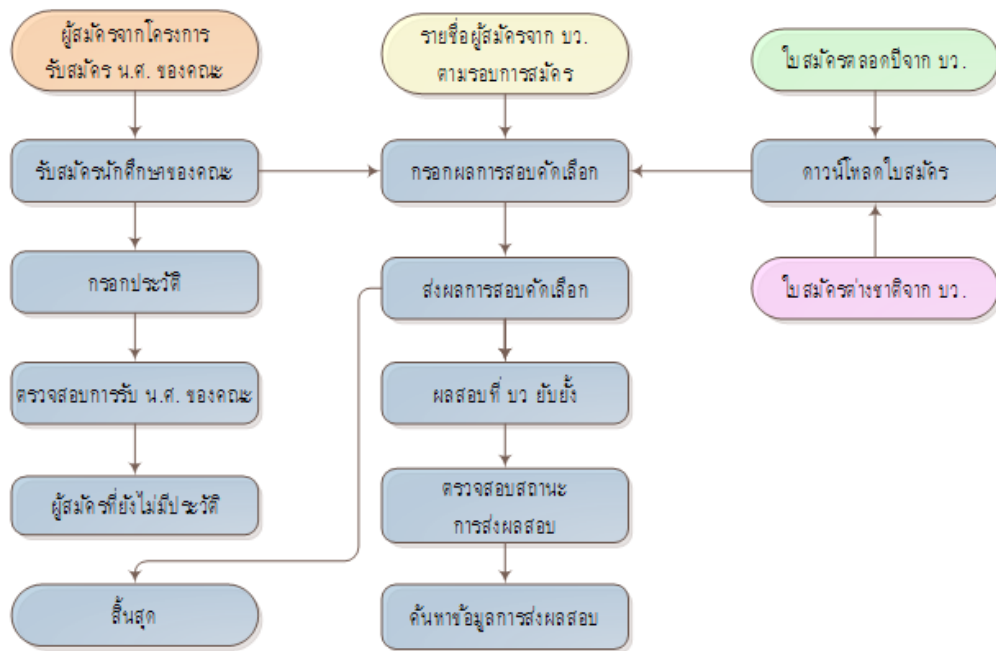 ผู้สมัครจากโครงการ
รับสมัคร น.ศ. ของคณะ
รายชื่อผู้สมัครจาก บว.
ตามรอบการสมัคร
ใบสมัครตลอดปีจาก บว.
รับสมัครนักศึกษาของคณะ
กรอกผลการสอบคัดเลือก
ดาวน์โหลดใบสมัคร
กรอกประวัติ
ส่งผลการสอบคัดเลือก
ใบสมัครต่างชาติจาก บว.
ตรวจสอบการรับ น.ศ. ของคณะ
ผลสอบที่ บว ยับยั้ง
ผู้สมัครที่ยังไม่มีประวัติ
ตรวจสอบสถานะ
การส่งผลสอบ
สิ้นสุด
ค้นหาข้อมูลการส่งผลสอบ